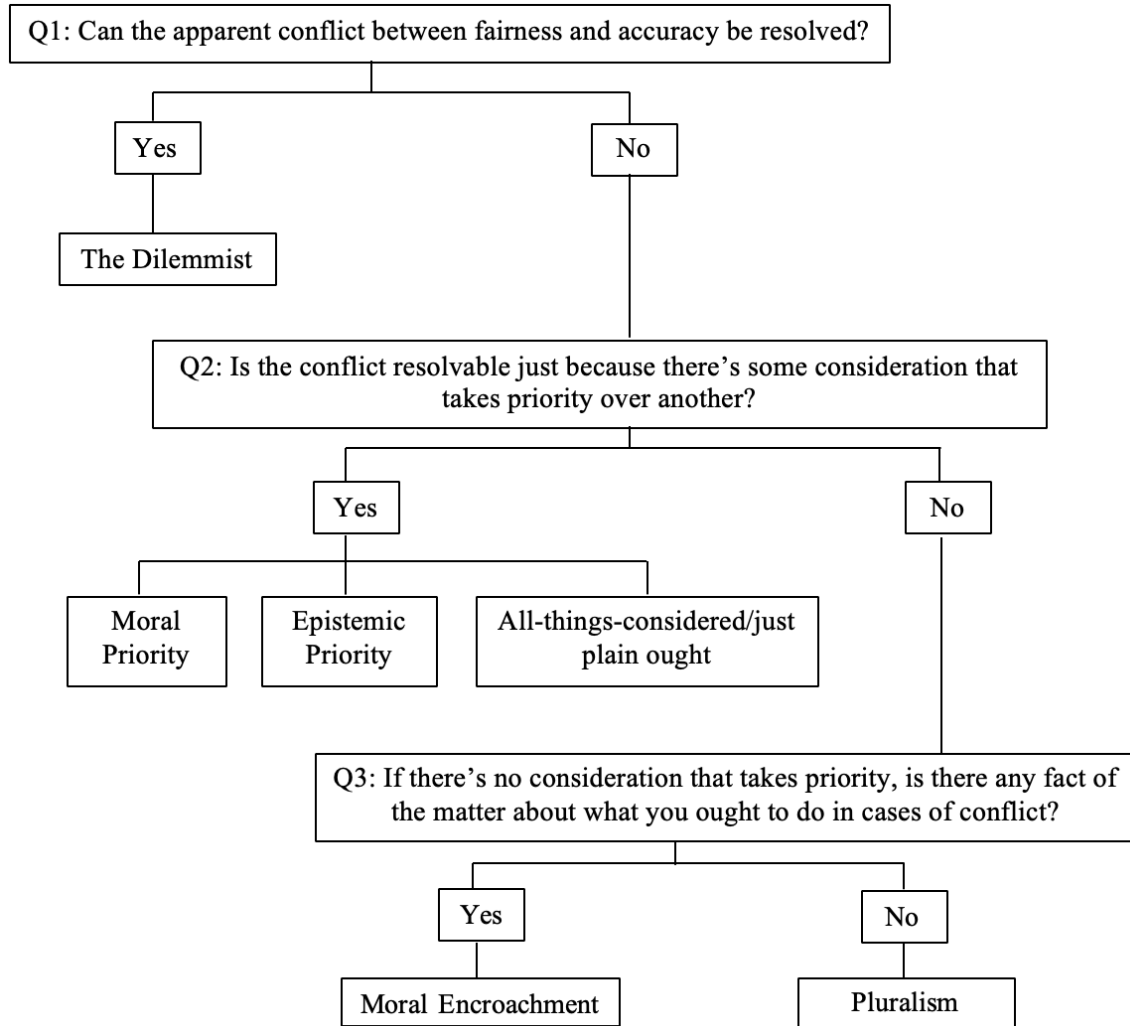 Q1: Can the apparent conflict between fairness and accuracy be resolved?
Yes
No
The Dilemmist
Q2: Is the conflict resolvable just because there’s some consideration that
takes priority over another?
Yes
No
Moral
Priority
Epistemic
Priority
All-things-considered/just
plain ought
Q3: If there’s no consideration that takes priority, is there any fact of
the matter about what you ought to do in cases of conflict?
Yes
No
Moral Encroachment
Pluralism